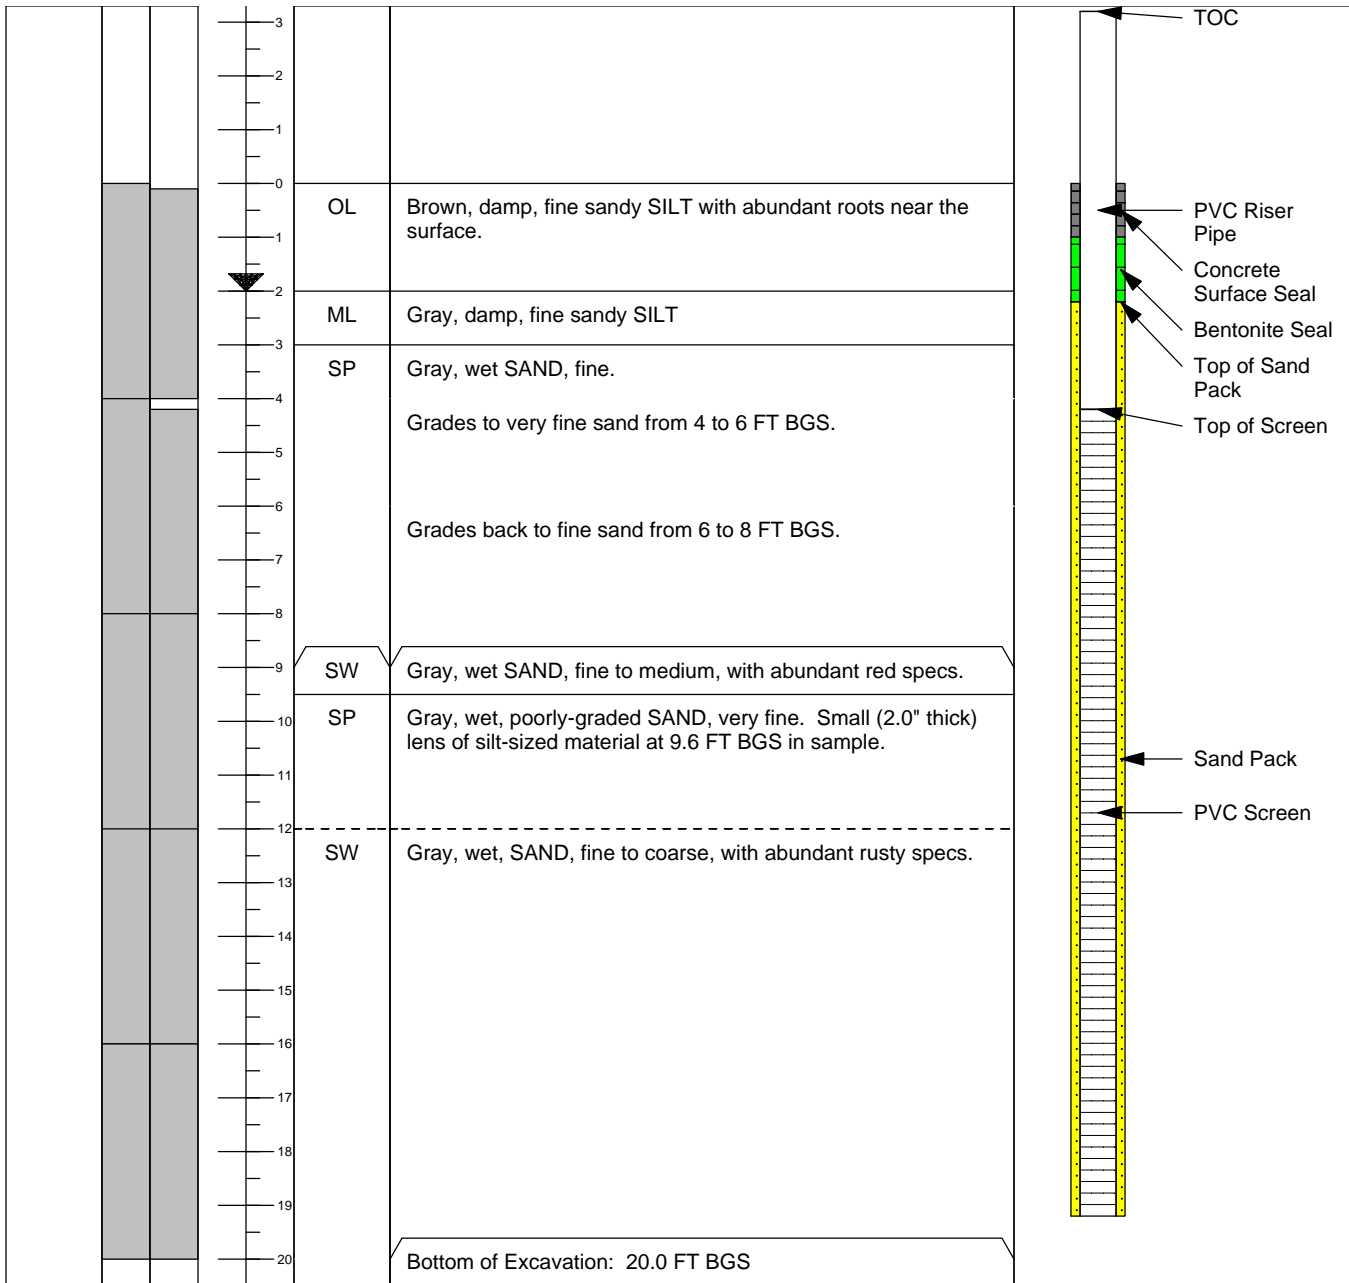 3
TOC
2
1
0
OL
Brown, damp, fine sandy SILT with abundant roots near the
surface.
PVC Riser
Pipe
1
Concrete
Surface Seal
2
ML
Gray, damp, fine sandy SILT
Bentonite Seal
3
SP
Gray, wet SAND, fine.
Top of Sand
Pack
4
Grades to very fine sand from 4 to 6 FT BGS.
Top of Screen
5
6
Grades back to fine sand from 6 to 8 FT BGS.
7
8
9
SW
Gray, wet SAND, fine to medium, with abundant red specs.
10
SP
Gray, wet, poorly-graded SAND, very fine. Small (2.0" thick)
lens of silt-sized material at 9.6 FT BGS in sample.
Sand Pack
11
PVC Screen
12
SW
Gray, wet, SAND, fine to coarse, with abundant rusty specs.
13
14
15
16
17
18
19
20
Bottom of Excavation: 20.0 FT BGS